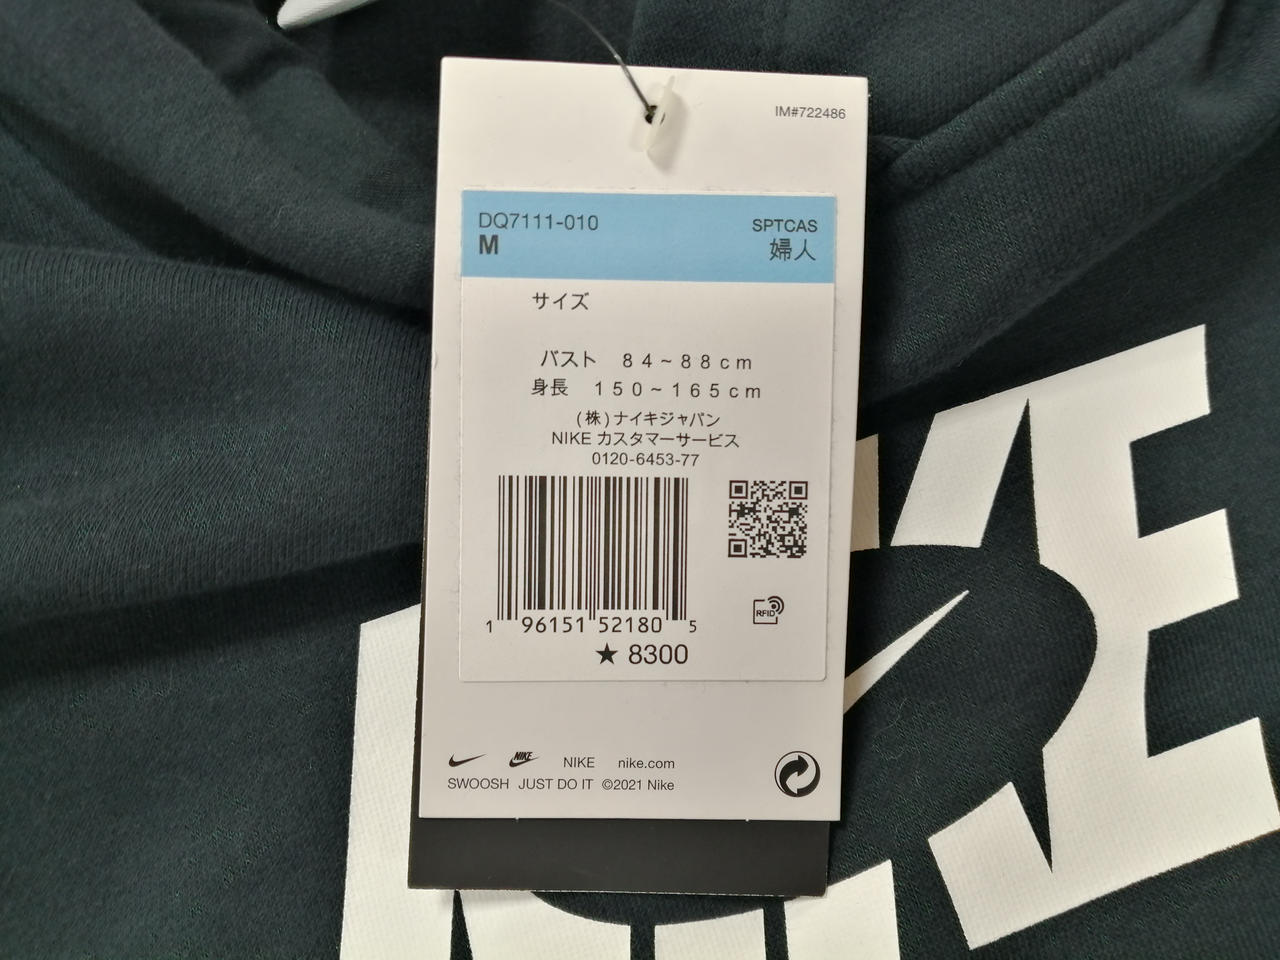 IM#722486
DQ7111-010 SPTCAS
M 婦人
サイズ
バスト 84~88cm
身長 150~165cm
(株)ナイキジャパン
NIKE カスタマーサービス
0120-6453-77
RFID
1 96151 52180 5
★ 8300
NIKE NIKE nike.com
SWOOSH JUST DO IT ©2021 Nike